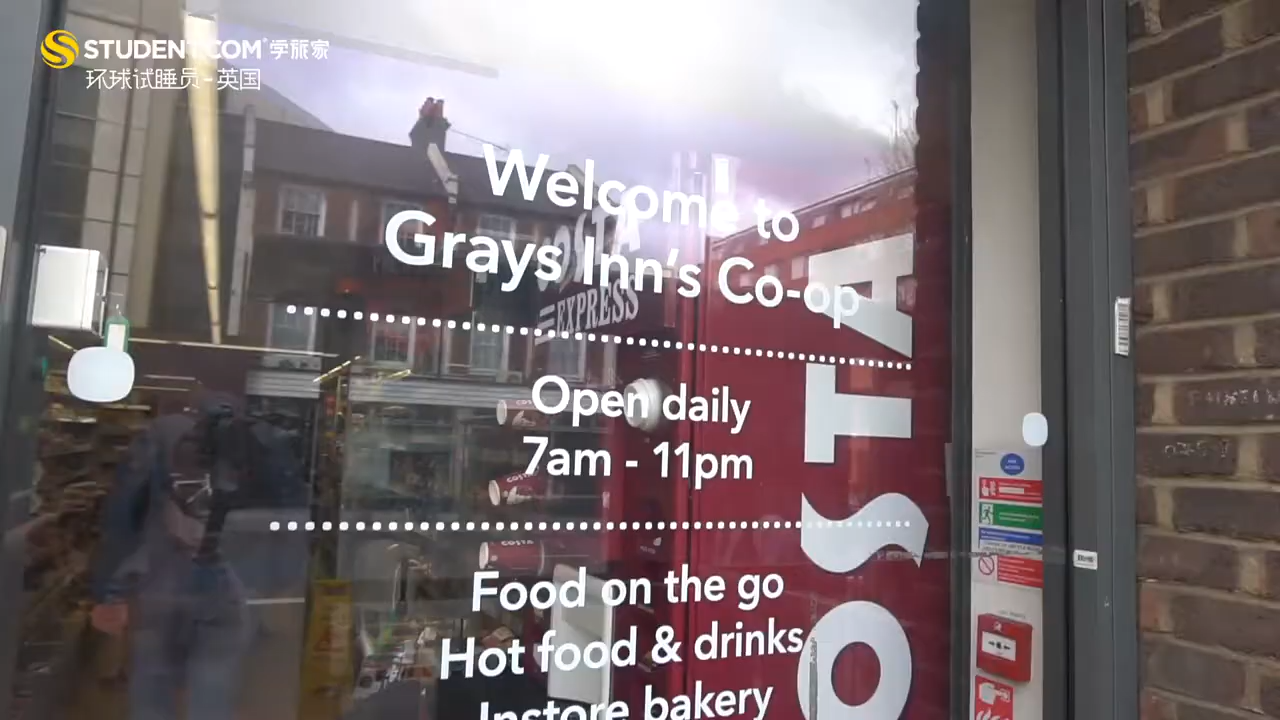 STUDENT.COM 学旅家
环球试睡员-英国
Welcome to
Grays Inn's Co-op
COSTA
EXPRESS
Open daily
7am - 11pm
Food on the go
Hot food & drinks
Instore bakery
OSTA
COSTA